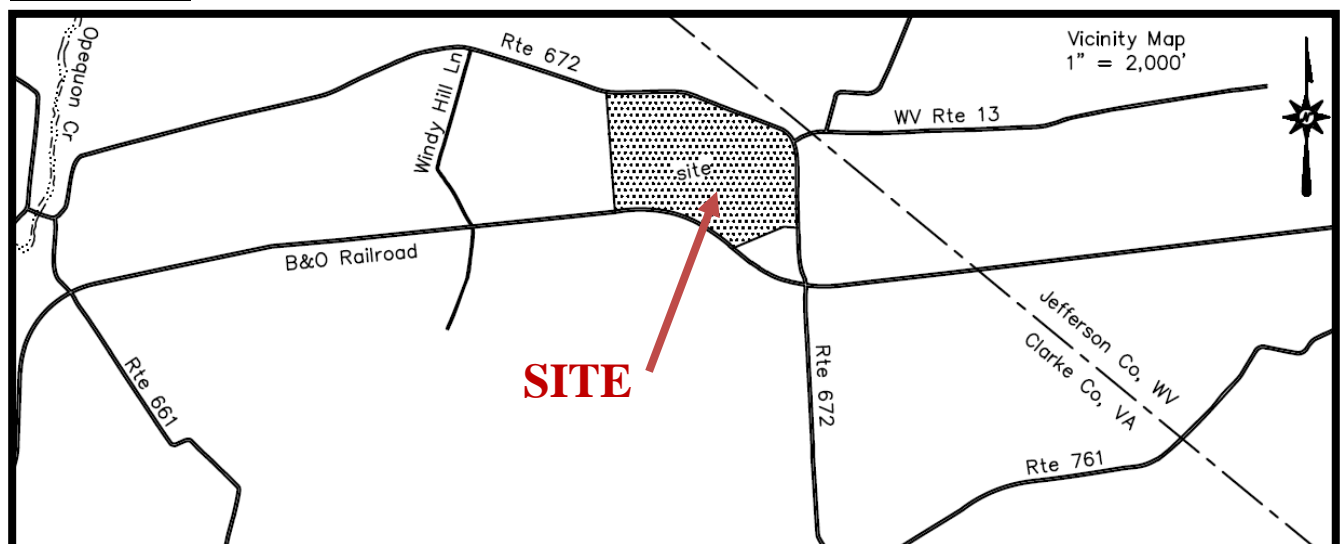 Vicinity Map
1" = 2,000'
Opequon Cr
Rte 672
Windy Hill Ln
WV Rte 13
N
site
B&O Railroad
Jefferson Co, WV
Clarke Co, VA
SITE
Rte 661
Rte 672
Rte 761